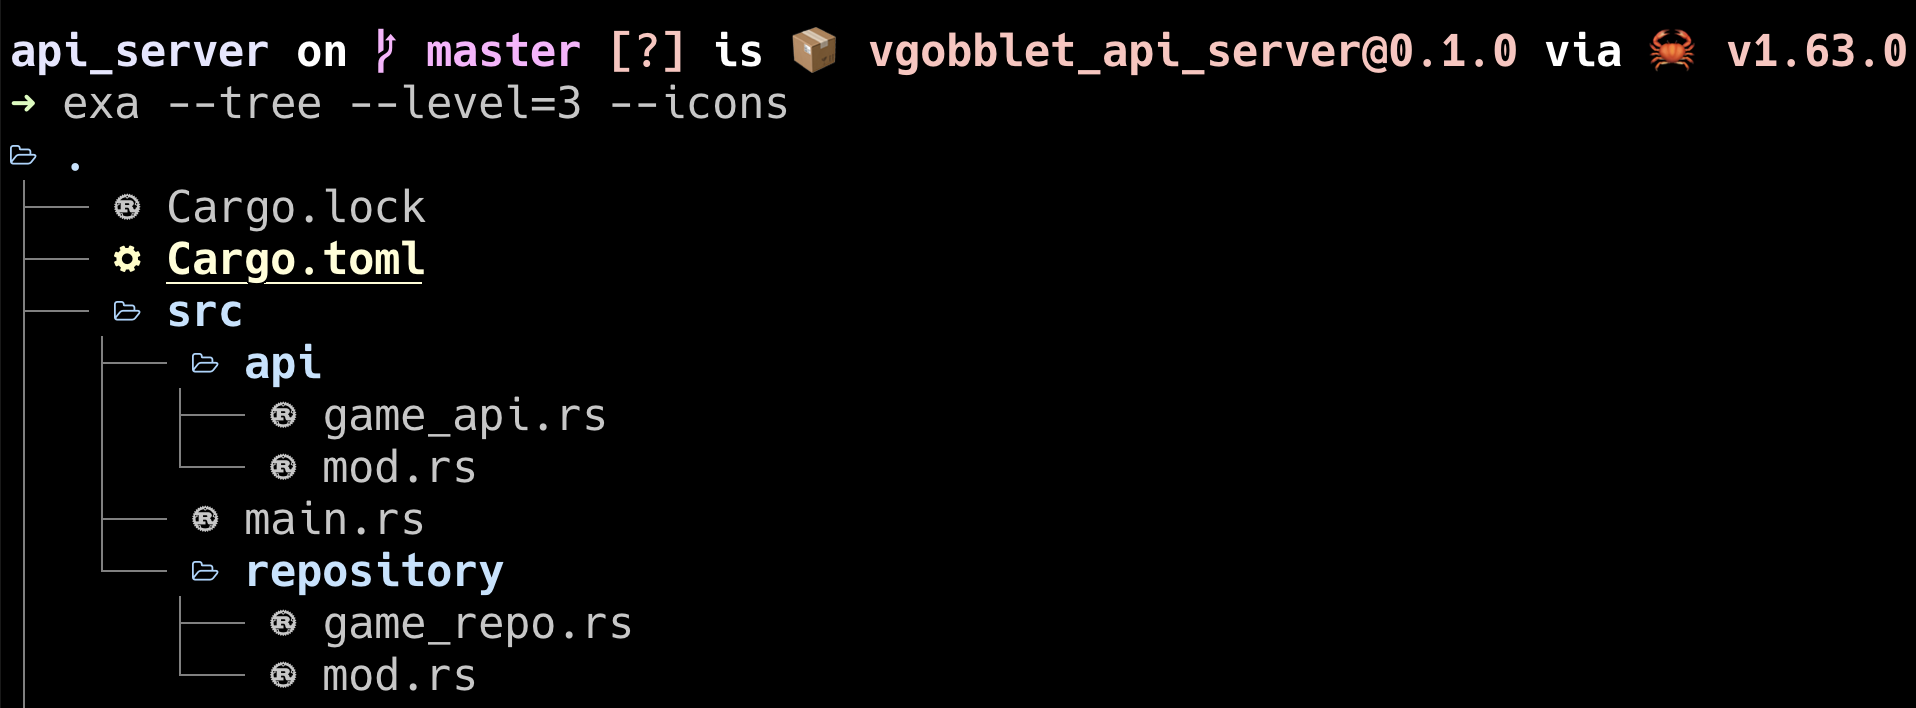 api_server on master [?] is 📦 vgobblet_api_server@0.1.0 via 🦀 v1.63.0
➜ exa --tree --level=3 --icons
.
├── Cargo.lock
├── Cargo.toml
├── src
│  ├── api
│  │  ├── game_api.rs
│  │  └── mod.rs
│  ├── main.rs
│  └── repository
│     ├── game_repo.rs
│     └── mod.rs